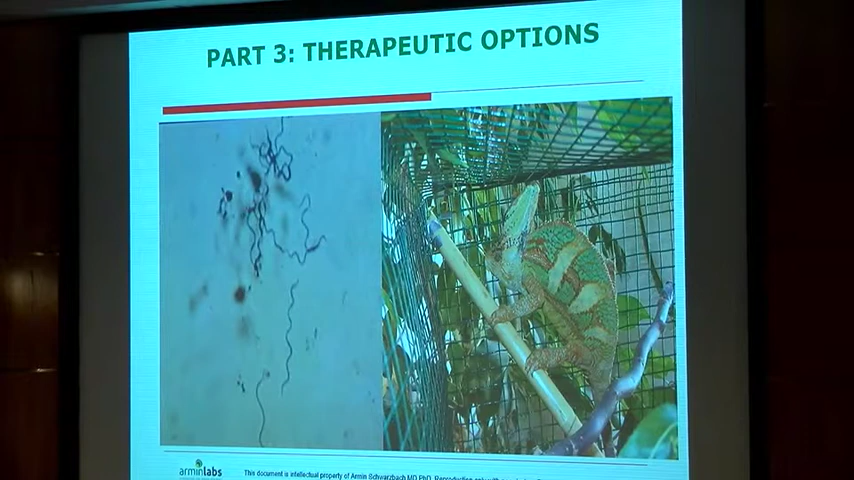 PART 3: THERAPEUTIC OPTIONS
arminlabs
This document is intellectual property of Armin Schwarzbach MD PhD. Reproduction only with